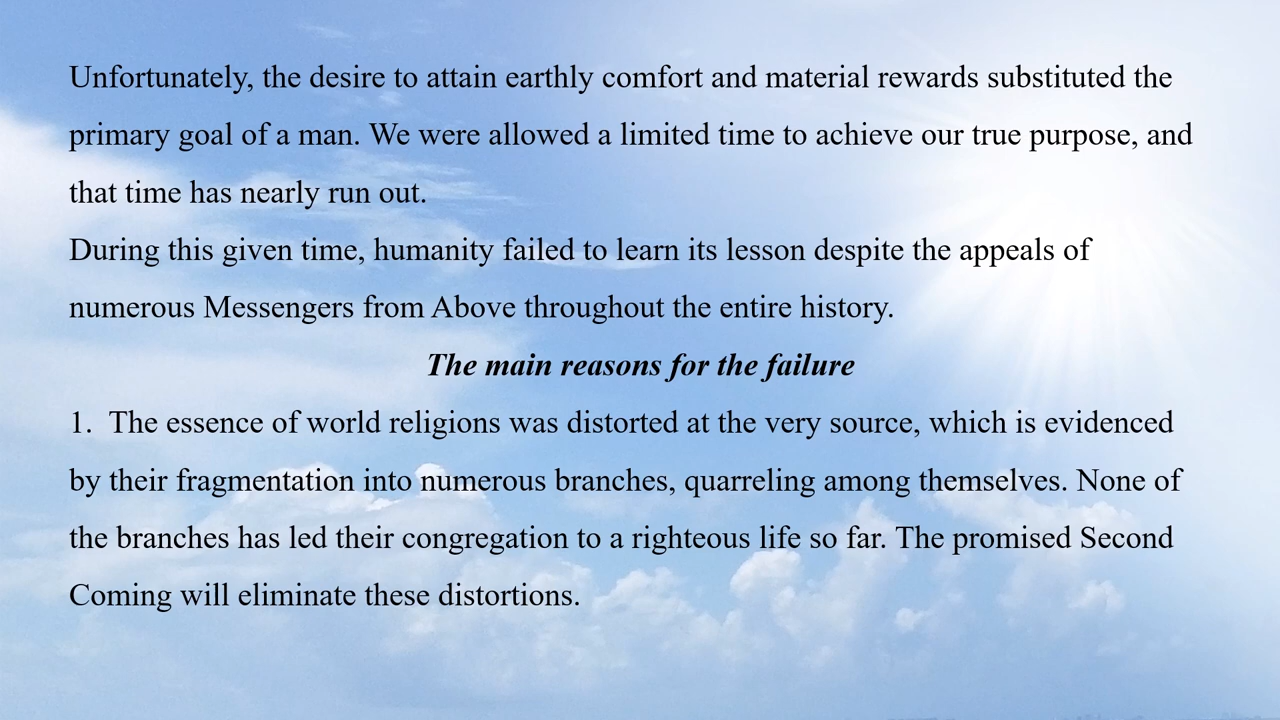 Unfortunately, the desire to attain earthly comfort and material rewards substituted the
primary goal of a man. We were allowed a limited time to achieve our true purpose, and
that time has nearly run out.
During this given time, humanity failed to learn its lesson despite the appeals of
numerous Messengers from Above throughout the entire history.
The main reasons for the failure
1. The essence of world religions was distorted at the very source, which is evidenced
by their fragmentation into numerous branches, quarreling among themselves. None of
the branches has led their congregation to a righteous life so far. The promised Second
Coming will eliminate these distortions.